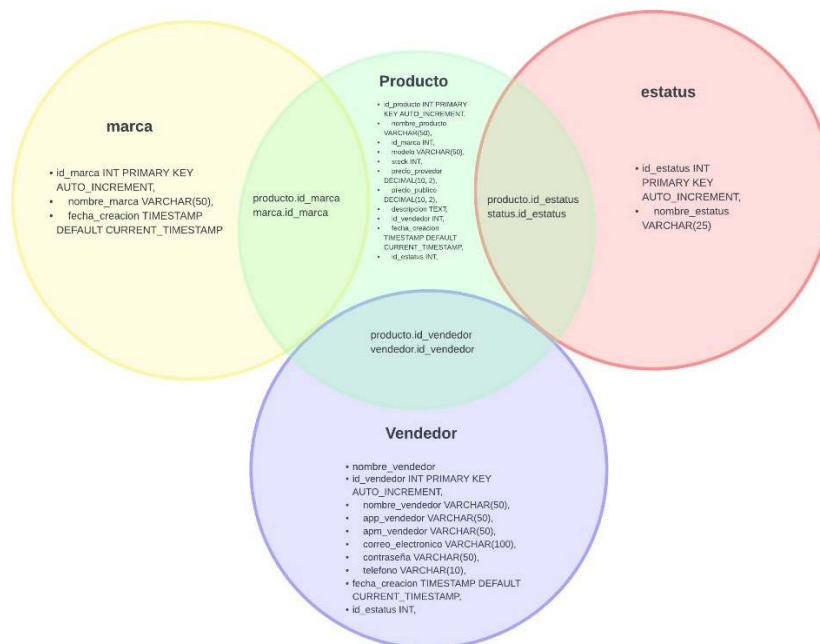 marca
• id_marca INT PRIMARY KEY
AUTO_INCREMENT,
• nombre_marca VARCHAR(50),
• fecha_creacion TIMESTAMP
DEFAULT CURRENT_TIMESTAMP
producto.id_marca
marca.id_marca
Producto
• id_producto INT PRIMARY
KEY AUTO_INCREMENT,
• nombre_producto
VARCHAR(50),
• id_marca INT,
• modelo VARCHAR(50),
• stock INT,
• precio_provedor
DECIMAL(10, 2),
• precio_publico
DECIMAL(10, 2),
• descripcion TEXT,
• id_vendedor INT,
• fecha_creacion
TIMESTAMP DEFAULT
CURRENT_TIMESTAMP,
• id_estatus INT,
producto.id_estatus
status.id_estatus
estatus
• id_estatus INT
PRIMARY KEY
AUTO_INCREMENT,
• nombre_estatus
VARCHAR(25)
producto.id_vendedor
vendedor.id_vendedor
Vendedor
• nombre_vendedor
• id_vendedor INT PRIMARY KEY
AUTO_INCREMENT,
• nombre_vendedor VARCHAR(50),
• app_vendedor VARCHAR(50),
• apm_vendedor VARCHAR(50),
• correo_electronico VARCHAR(100),
• contraseña VARCHAR(50),
• telefono VARCHAR(10),
• fecha_creacion TIMESTAMP DEFAULT
CURRENT_TIMESTAMP,
• id_estatus INT,